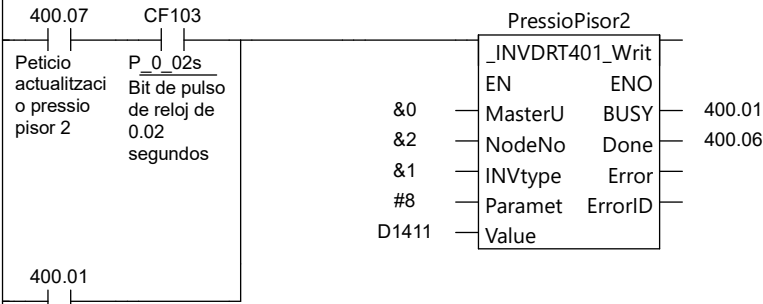 400.07 CF103 PressioPisor2
_INVDRT401_Writ
Peticio P_0_02s
actualitzaci Bit de pulso EN ENO
o pressio de reloj de &0 MasterU BUSY 400.01
pisor 2 0.02 &2 NodeNo Done 400.06
segundos &1 INVtype Error
#8 Paramet ErrorID
D1411 Value
400.01